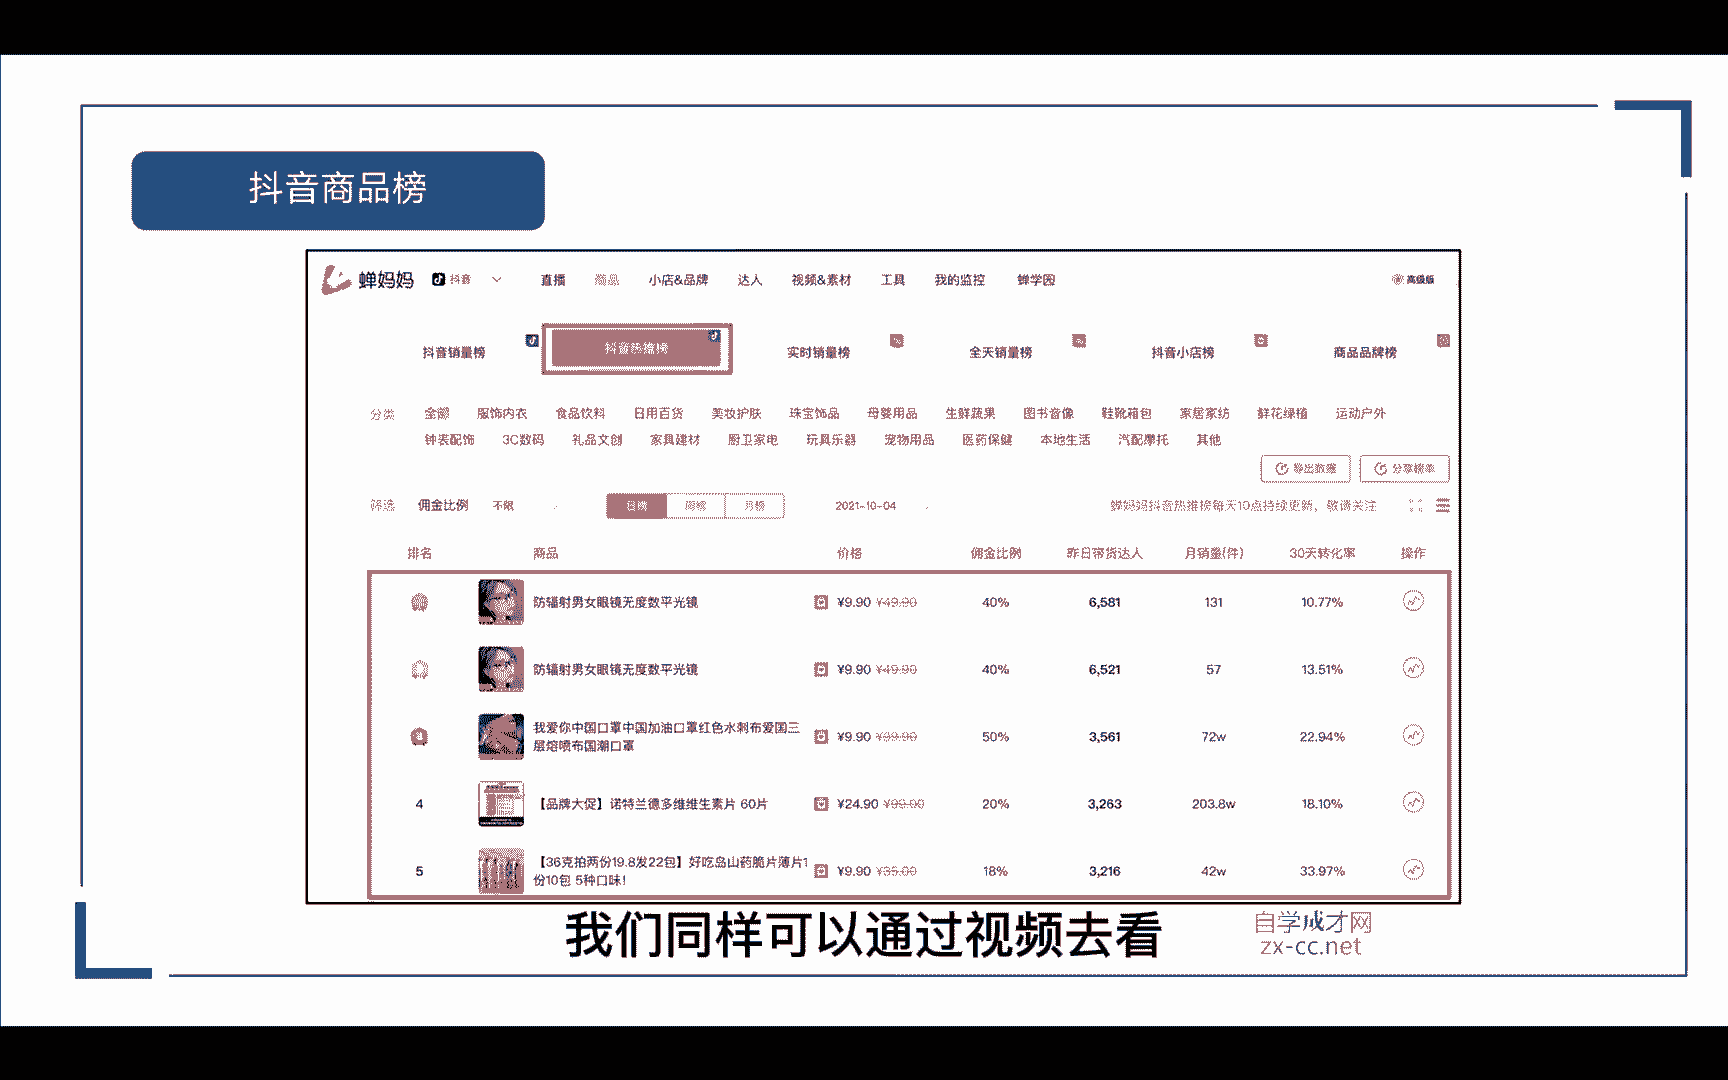 抖音商品榜
蝉妈妈 抖音 直播 商品 小店&品牌 达人 视频&素材 工具 我的监控 蝉学园 高级版
抖音销量榜 抖音热推榜 实时销量榜 全天销量榜 抖音小店榜 商品品牌榜
分类 全部 服饰内衣 食品饮料 日用百货 美妆护肤 珠宝饰品 母婴用品 生鲜蔬果 图书音像 鞋靴箱包 家居家纺 鲜花绿植 运动户外
钟表配饰 3C数码 礼品文创 家具建材 厨卫家电 玩具乐器 宠物用品 医药保健 本地生活 汽配摩托 其他
导出数据 分享榜单
筛选 佣金比例 不限 日榜 周榜 月榜 2021-10-04 蝉妈妈抖音热推榜每天10点持续更新，敬请关注
排名 商品 价格 佣金比例 昨日带货达人 月销量(件) 30天转化率 操作
防辐射男女眼镜无度数平光镜 ¥9.90 ¥49.90 40% 6,581 131 10.77%
防辐射男女眼镜无度数平光镜 ¥9.90 ¥49.90 40% 6,521 57 13.51%
我爱你中国口罩中国加油口罩红色水刺布爱国三
层熔喷布国潮口罩 ¥9.90 ¥99.90 50% 3,561 72w 22.94%
4 【品牌大促】诺特兰德多维维生素片 60片 ¥24.90 ¥99.00 20% 3,263 203.8w 18.10%
5 【36克拍两份19.8发22包】好吃岛山药脆片薄片1
份10包 5种口味! ¥9.90 ¥35.00 18% 3,216 42w 33.97%
我们同样可以通过视频去看
自学成才网
zx-cc.net